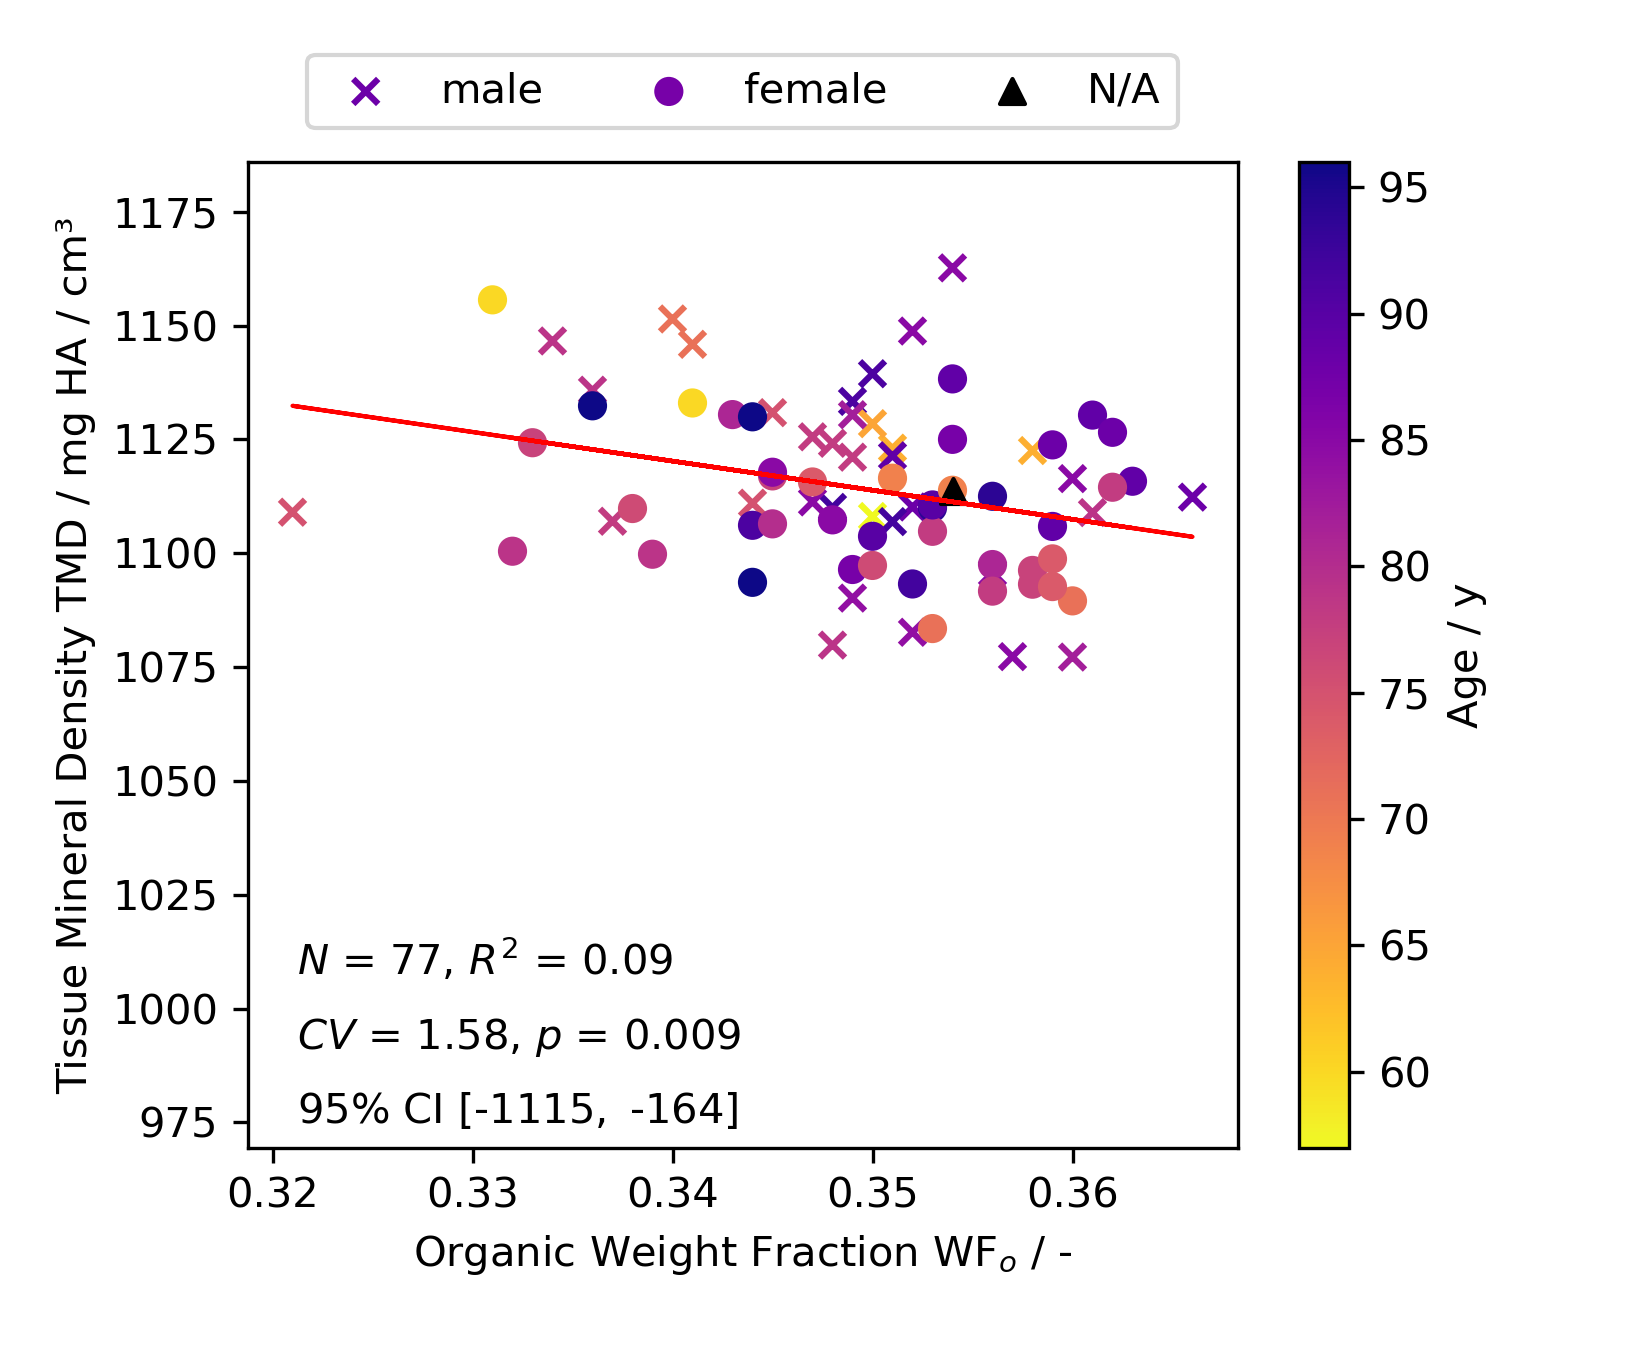 male female N/A
Tissue Mineral Density TMD / mg HA / cm³
1175
1150
1125
1100
1075
1050
1025
1000
975
N = 77, R² = 0.09
CV = 1.58, p = 0.009
95% CI [-1115, -164]
0.32 0.33 0.34 0.35 0.36
Organic Weight Fraction WFₒ / -
95
90
85
80
75
70
65
60
Age / y